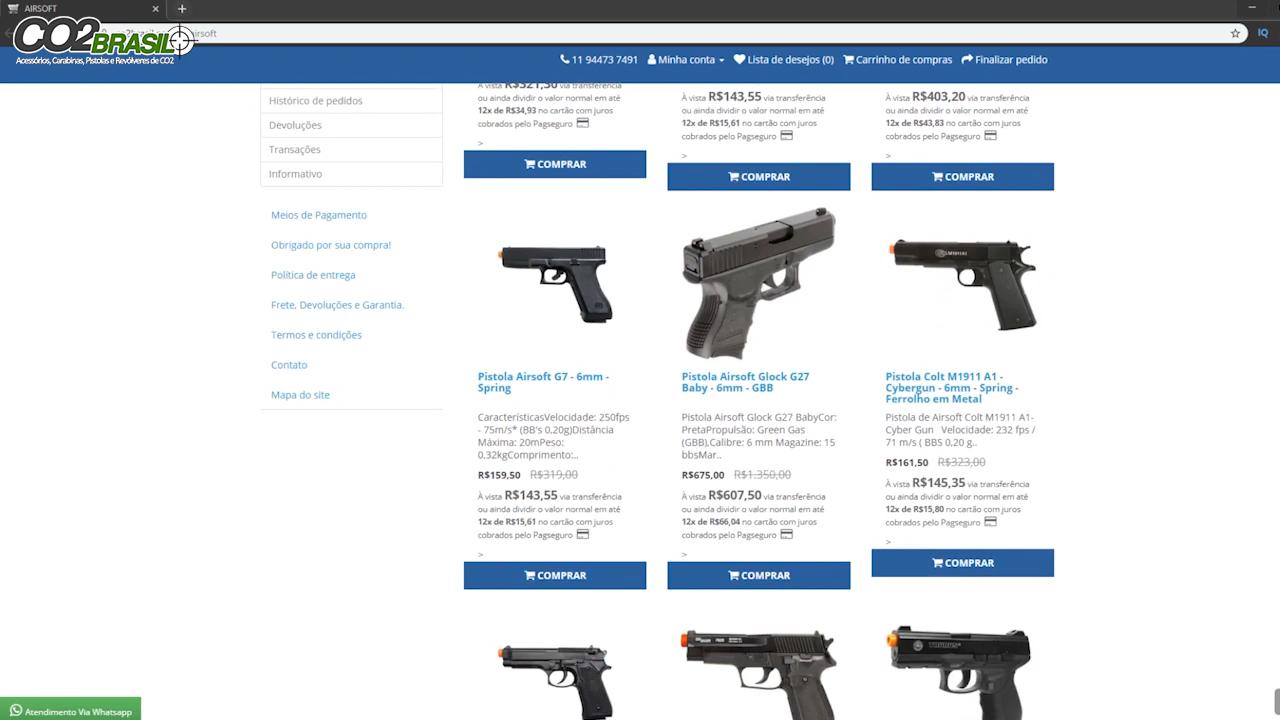 AIRSOFT
CO2BRASIL
Acessórios, Carabinas, Pistolas e Revólveres de CO2
airsoft
IQ
11 94473 7491 Minha conta Lista de desejos (0) Carrinho de compras Finalizar pedido
Histórico de pedidos
Devoluções
Transações
Informativo
Meios de Pagamento
Obrigado por sua compra!
Política de entrega
Frete, Devoluções e Garantia.
Termos e condições
Contato
Mapa do site
via transferência
ou ainda dividir o valor normal em até
12x de R$34,93 no cartão com juros
cobrados pelo Pagseguro
>
COMPRAR
À vista R$143,55 via transferência
ou ainda dividir o valor normal em até
12x de R$15,61 no cartão com juros
cobrados pelo Pagseguro
>
COMPRAR
À vista R$403,20 via transferência
ou ainda dividir o valor normal em até
12x de R$43,83 no cartão com juros
cobrados pelo Pagseguro
>
COMPRAR
Pistola Airsoft G7 - 6mm -
Spring
CaracterísticasVelocidade: 250fps
- 75m/s* (BB's 0,20g)Distância
Máxima: 20mPeso:
0,32kgComprimento:..
R$159,50 R$319,00
À vista R$143,55 via transferência
ou ainda dividir o valor normal em até
12x de R$15,61 no cartão com juros
cobrados pelo Pagseguro
>
COMPRAR
Pistola Airsoft Glock G27
Baby - 6mm - GBB
Pistola Airsoft Glock G27 BabyCor:
PretaPropulsão: Green Gas
(GBB),Calibre: 6 mm Magazine: 15
bbsMar..
R$675,00 R$1.350,00
À vista R$607,50 via transferência
ou ainda dividir o valor normal em até
12x de R$66,04 no cartão com juros
cobrados pelo Pagseguro
>
COMPRAR
Pistola Colt M1911 A1 -
Cybergun - 6mm - Spring -
Ferrolho em Metal
Pistola de Airsoft Colt M1911 A1-
Cyber Gun Velocidade: 232 fps /
71 m/s ( BBS 0,20 g..
R$161,50 R$323,00
À vista R$145,35 via transferência
ou ainda dividir o valor normal em até
12x de R$15,80 no cartão com juros
cobrados pelo Pagseguro
>
COMPRAR
TAURUS
Atendimento Via Whatsapp